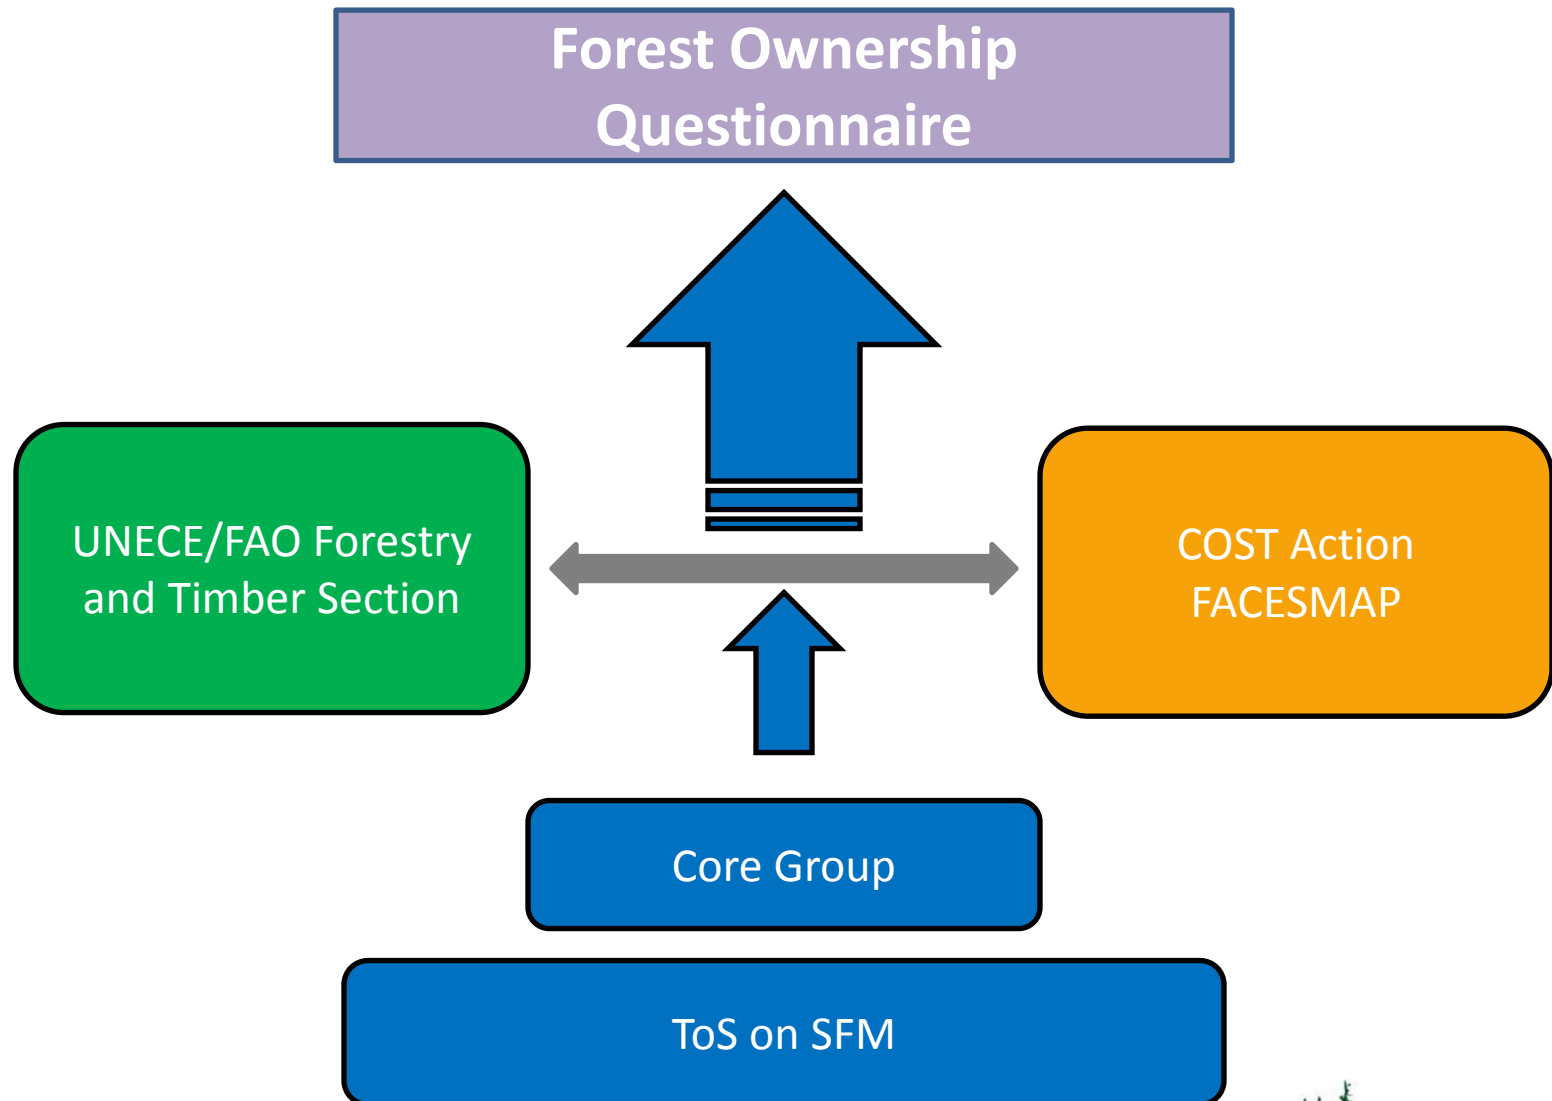 Forest Ownership
Questionnaire
UNECE/FAO Forestry
and Timber Section
COST Action
FACESMAP
Core Group
ToS on SFM